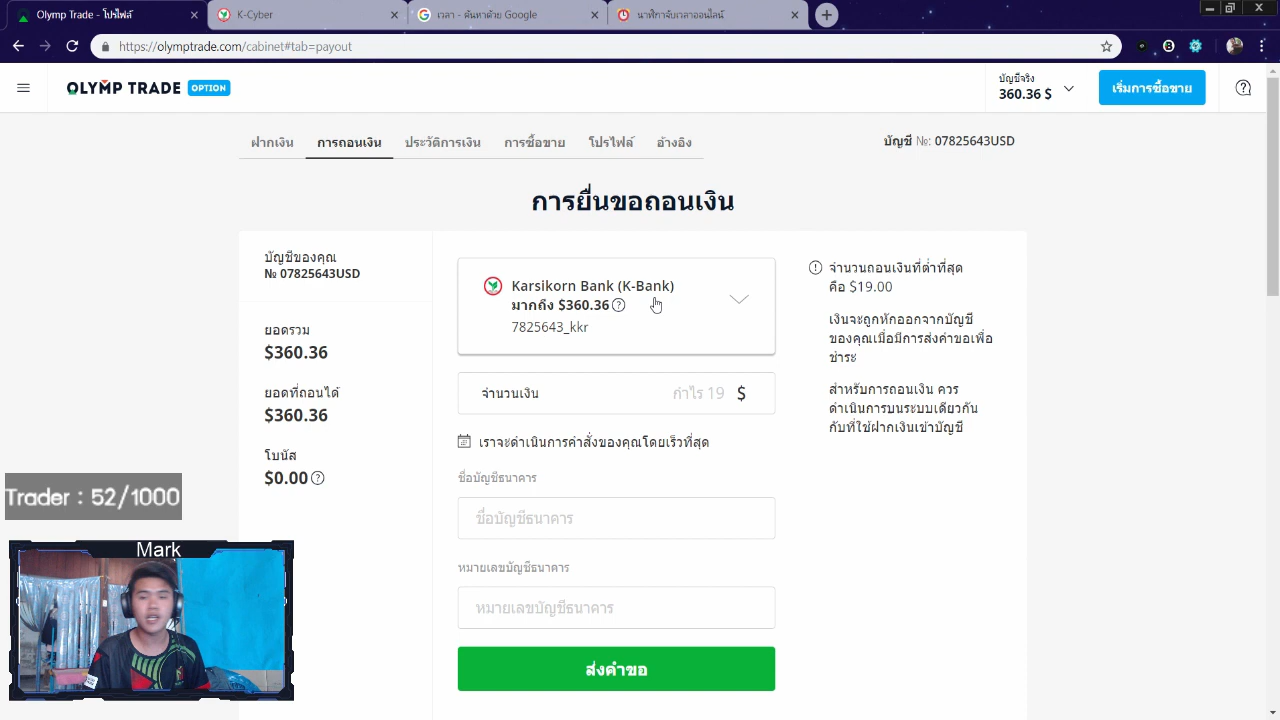 Olymp Trade - โปรไฟล์
K-Cyber
เวลา - ค้นหาด้วย Google
นาฬิกาจับเวลาออนไลน์
https://olymptrade.com/cabinet#tab=payout
OLYMP TRADE OPTION
บัญชีจริง
360.36 $
เริ่มการซื้อขาย
ฝากเงิน
การถอนเงิน
ประวัติการเงิน
การซื้อขาย
โปรไฟล์
อ้างอิง
บัญชี №: 07825643USD
การยื่นขอถอนเงิน
บัญชีของคุณ
№ 07825643USD
ยอดรวม
$360.36
ยอดที่ถอนได้
$360.36
โบนัส
$0.00
Karsikorn Bank (K-Bank)
มากถึง $360.36
7825643_kkr
จำนวนเงิน กำไร 19 $
เราจะดำเนินการคำสั่งของคุณโดยเร็วที่สุด
ชื่อบัญชีธนาคาร
ชื่อบัญชีธนาคาร
หมายเลขบัญชีธนาคาร
หมายเลขบัญชีธนาคาร
ส่งคำขอ
จำนวนถอนเงินที่ต่ำที่สุด
คือ $19.00
เงินจะถูกหักออกจากบัญชี
ของคุณเมื่อมีการส่งคำขอเพื่อ
ชำระ
สำหรับการถอนเงิน ควร
ดำเนินการบนระบบเดียวกัน
กับที่ใช้ฝากเงินเข้าบัญชี
Trader : 52/1000
Mark